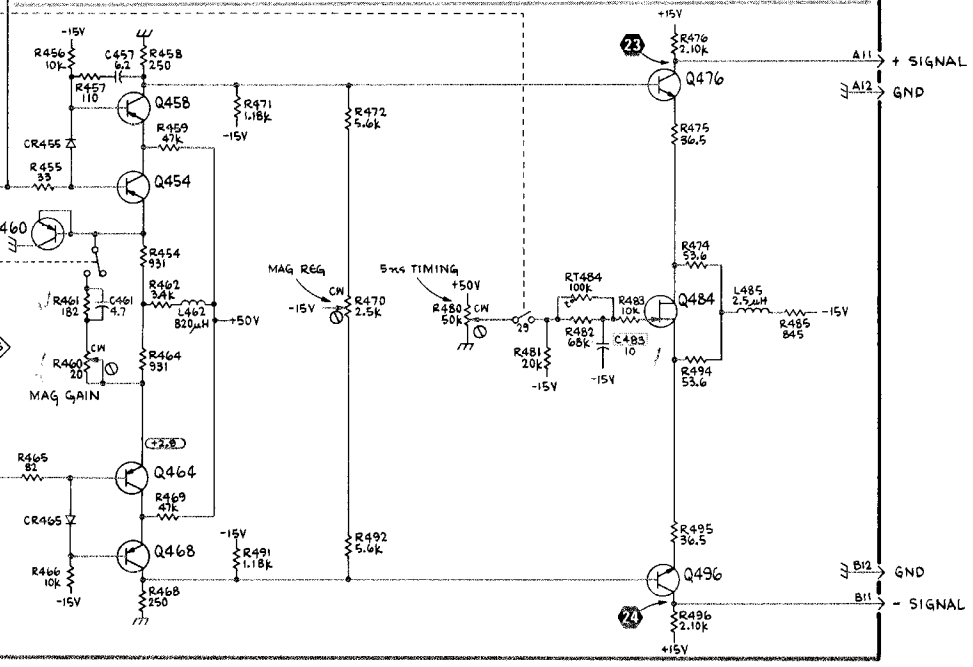 +15V
-15V
R456
10K
C457
6.2
R458
250
R457
110
23
R476
2.10K
A11
+ SIGNAL
Q476
A12
GND
Q458
R471
1.18K
-15V
R472
5.6K
R459
47K
R475
36.5
CR455
R455
33
Q454
460
R454
931
R474
53.6
MAG REG
5ns TIMING
RT484
100K
t°
R462
3.4K
L462
820μH
+50V
R461
182
C461
4.7
CW
-15V
R470
2.5K
+50V
R480
50K
CW
29
R483
10K
Q484
L485
2.5μH
R485
845
-15V
R482
68K
C483
10
R481
20K
-15V
-15V
R494
53.6
CW
R460
20
R464
931
MAG GAIN
+2.8
R465
82
Q464
R469
47K
CR465
-15V
R491
1.18K
R492
5.6K
R495
36.5
Q468
Q496
B12
GND
R466
10K
-15V
R468
250
24
B11
- SIGNAL
R496
2.10K
+15V